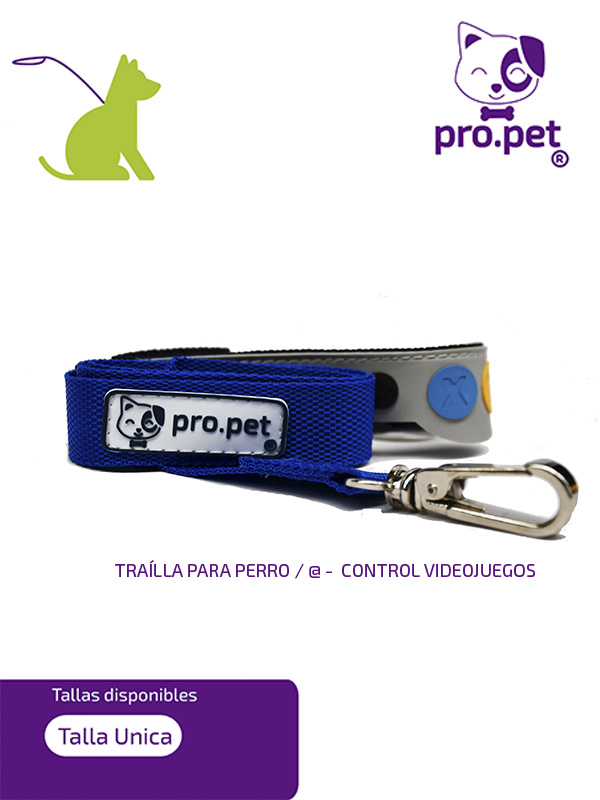 pro.pet
®
X
pro.pet
TRAÍLLA PARA PERRO / @ - CONTROL VIDEOJUEGOS
Tallas disponibles
Talla Unica